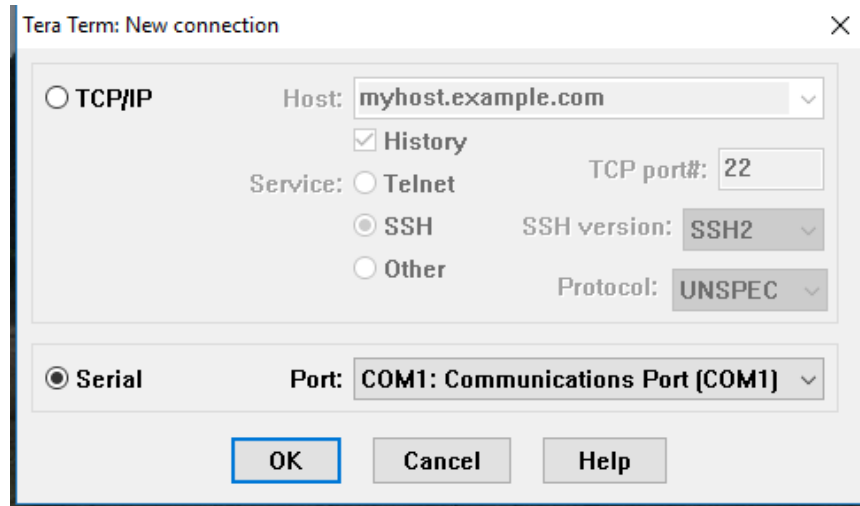 Tera Term: New connection
TCP/IP
Host: myhost.example.com
History
Service: Telnet
TCP port#: 22
SSH
SSH version: SSH2
Other
Protocol: UNSPEC
Serial
Port: COM1: Communications Port (COM1)
OK Cancel Help